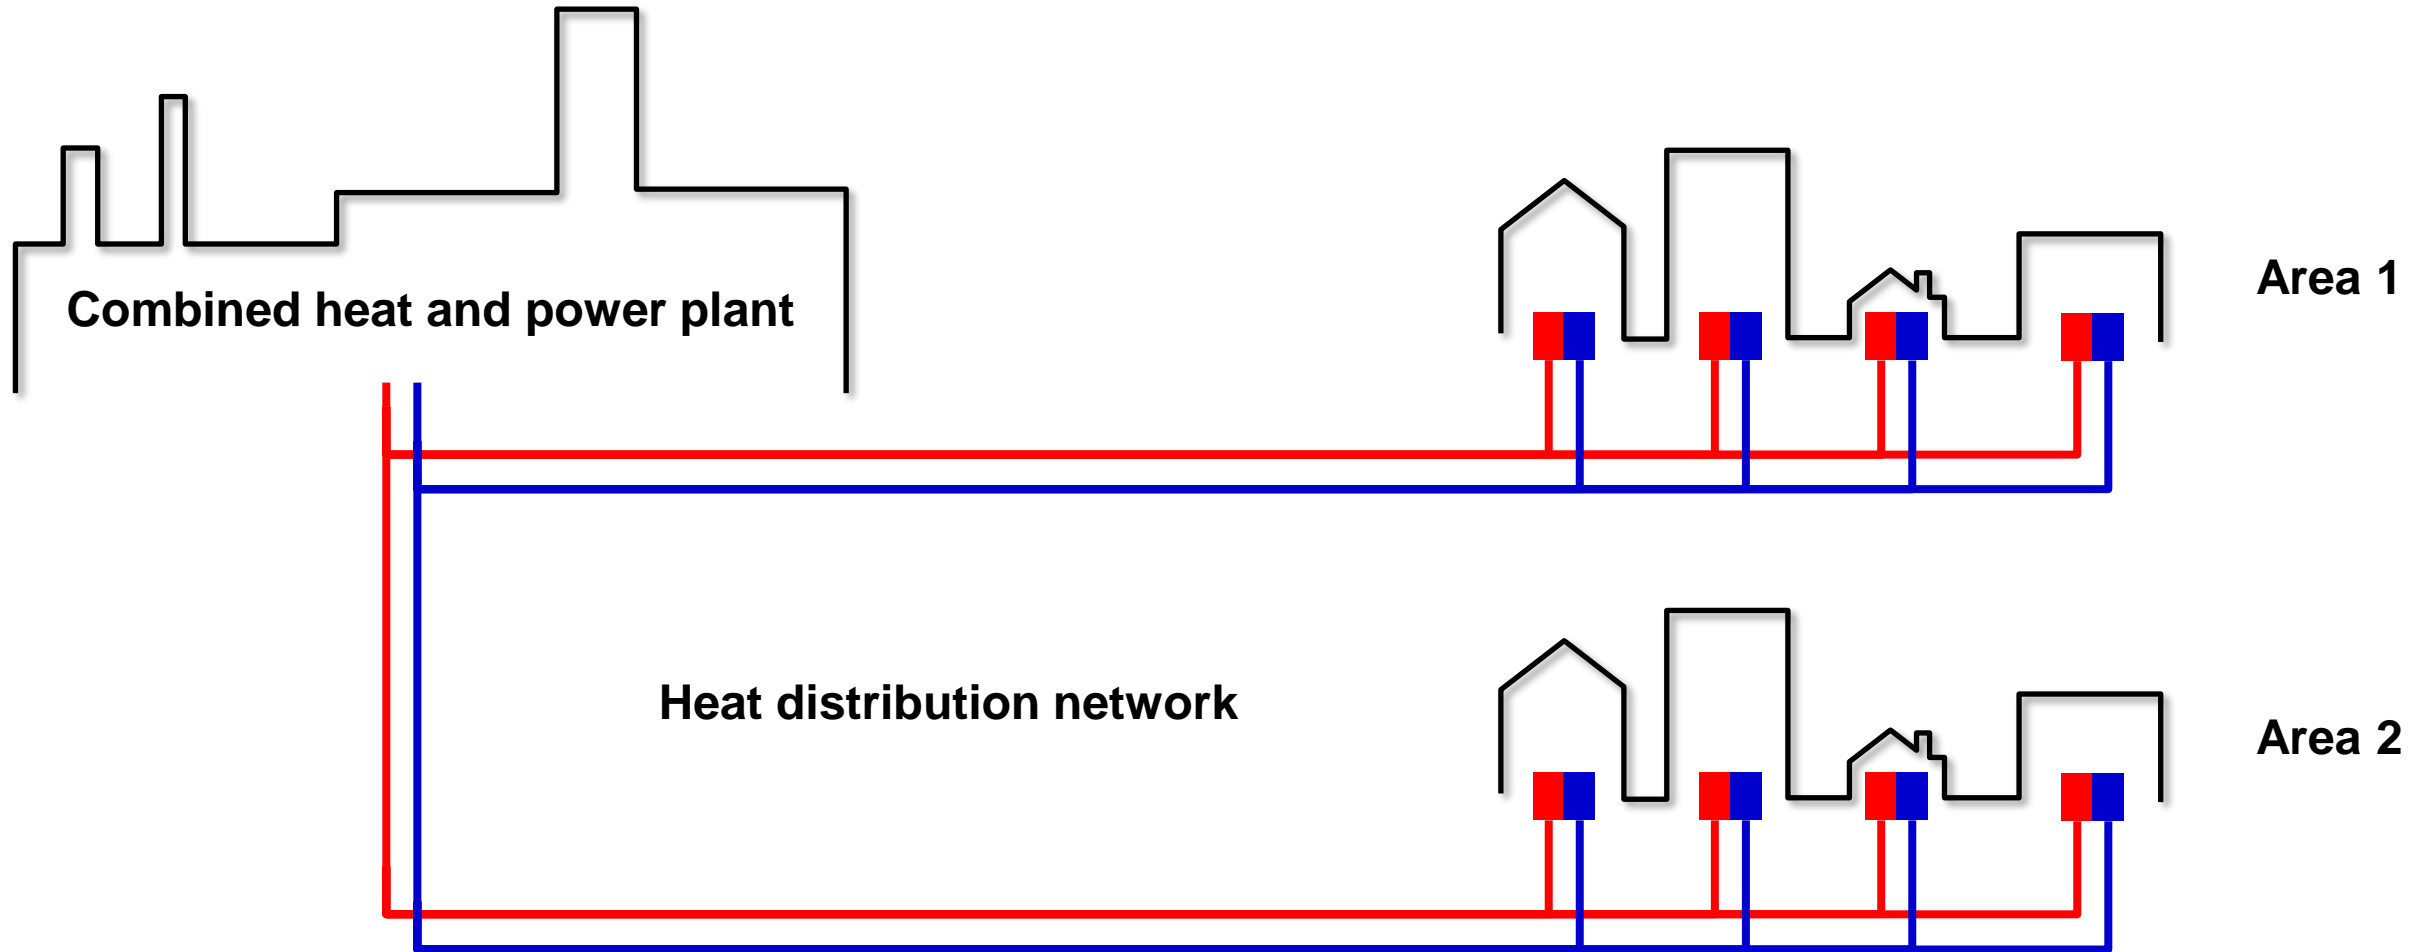 Combined heat and power plant
Area 1
Heat distribution network
Area 2